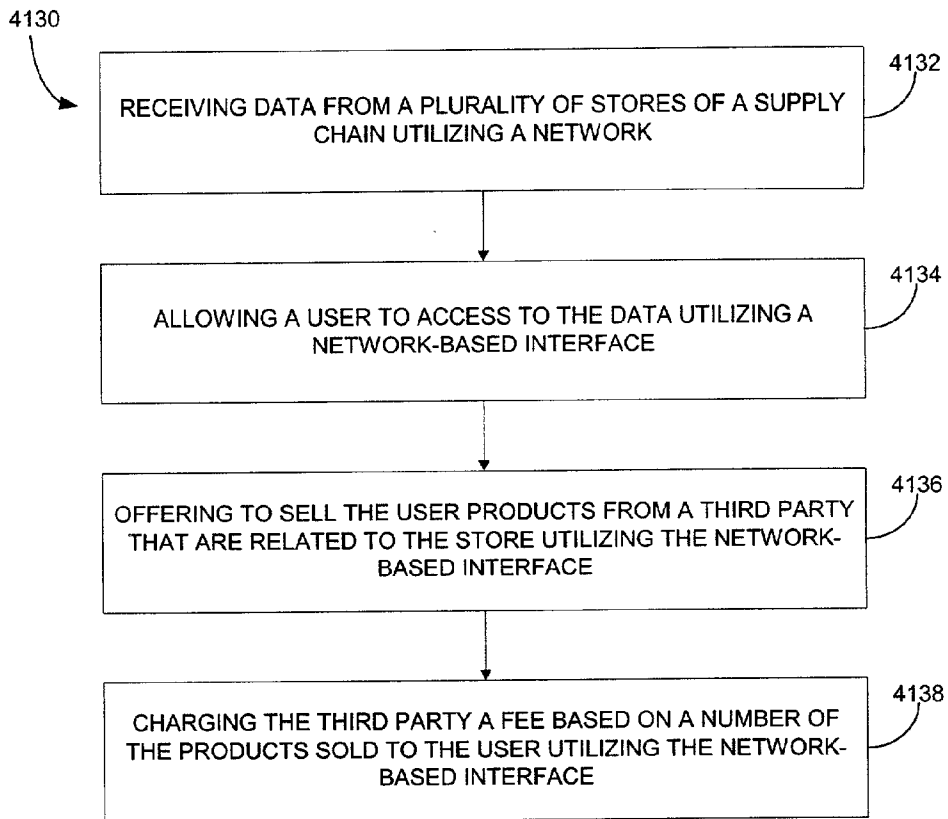 4130
4132
RECEIVING DATA FROM A PLURALITY OF STORES OF A SUPPLY
CHAIN UTILIZING A NETWORK
4134
ALLOWING A USER TO ACCESS TO THE DATA UTILIZING A
NETWORK-BASED INTERFACE
4136
OFFERING TO SELL THE USER PRODUCTS FROM A THIRD PARTY
THAT ARE RELATED TO THE STORE UTILIZING THE NETWORK-
BASED INTERFACE
4138
CHARGING THE THIRD PARTY A FEE BASED ON A NUMBER OF
THE PRODUCTS SOLD TO THE USER UTILIZING THE NETWORK-
BASED INTERFACE